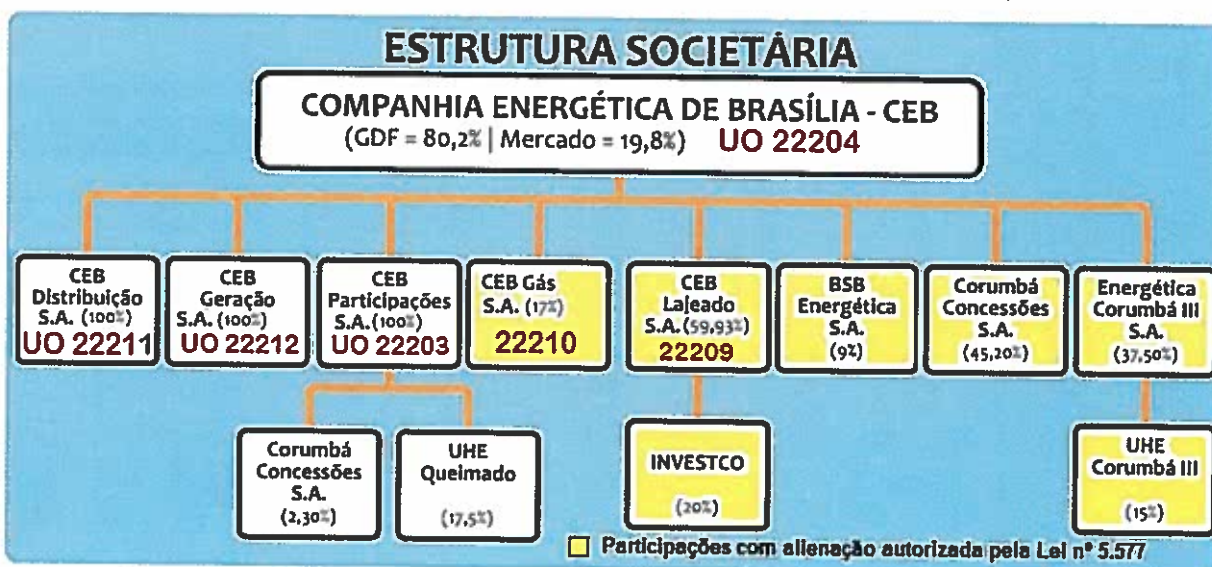 ESTRUTURA SOCIETÁRIA
COMPANHIA ENERGÉTICA DE BRASÍLIA - CEB
(GDF = 80,2% | Mercado = 19,8%) UO 22204
CEB
Distribuição
S.A. (100%)
UO 22211
CEB
Geração
S.A. (100%)
UO 22212
CEB
Participações
S.A. (100%)
UO 22203
CEB Gás
S.A. (17%)
22210
CEB
Lajeado
S.A. (59,93%)
22209
BSB
Energética
S.A.
(9%)
Corumbá
Concessões
S.A.
(45,20%)
Energética
Corumbá III
S.A.
(37,50%)
Corumbá
Concessões
S.A.
(2,30%)
UHE
Queimado
(17,5%)
INVESTCO
(20%)
UHE
Corumbá III
(15%)
Participações com alienação autorizada pela Lei nº 5.577